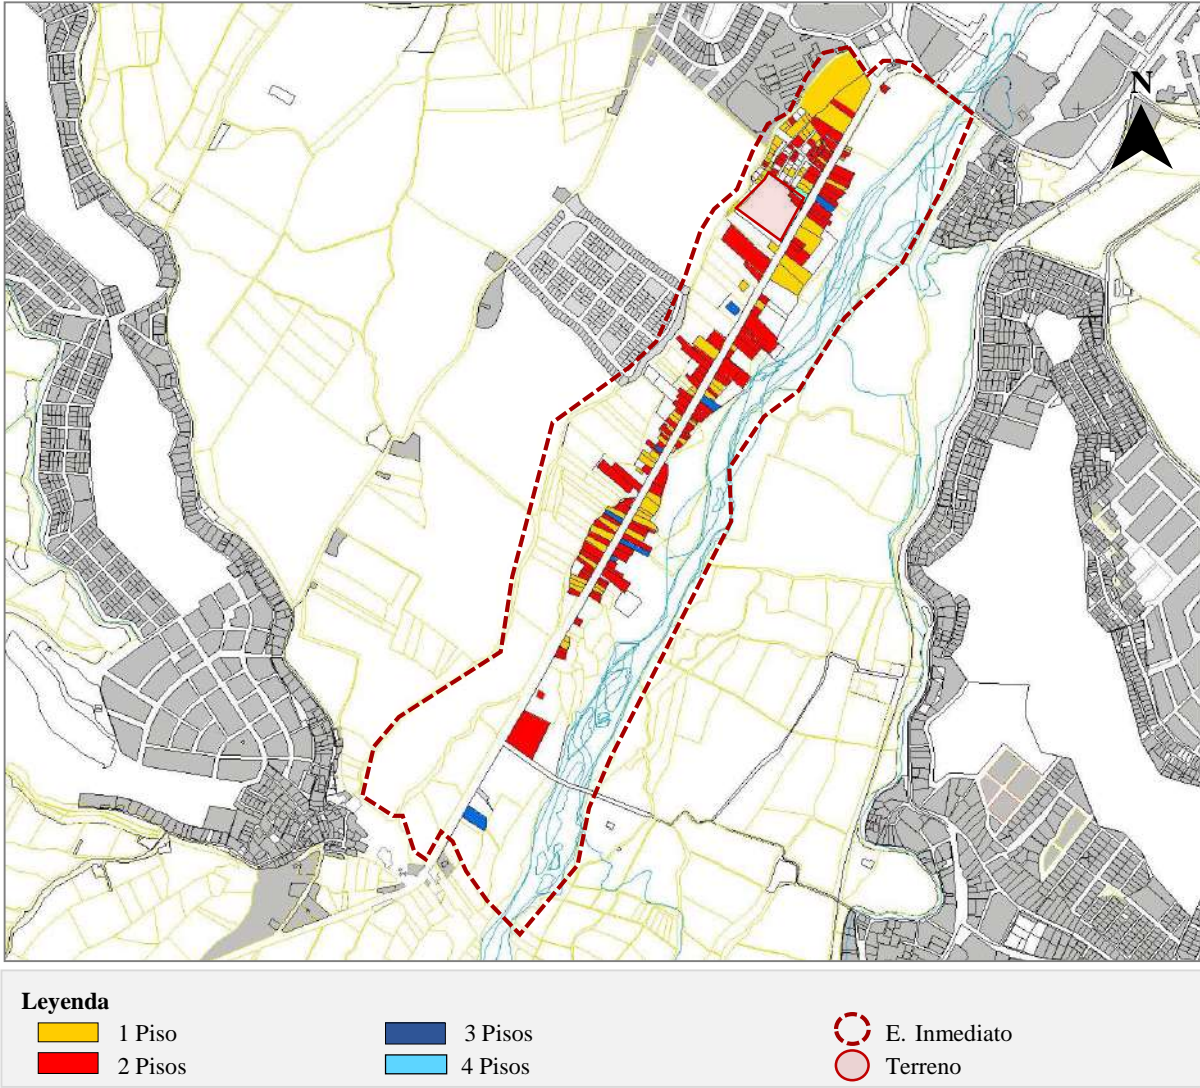 N
Leyenda
1 Piso
2 Pisos
3 Pisos
4 Pisos
E. Inmediato
Terreno